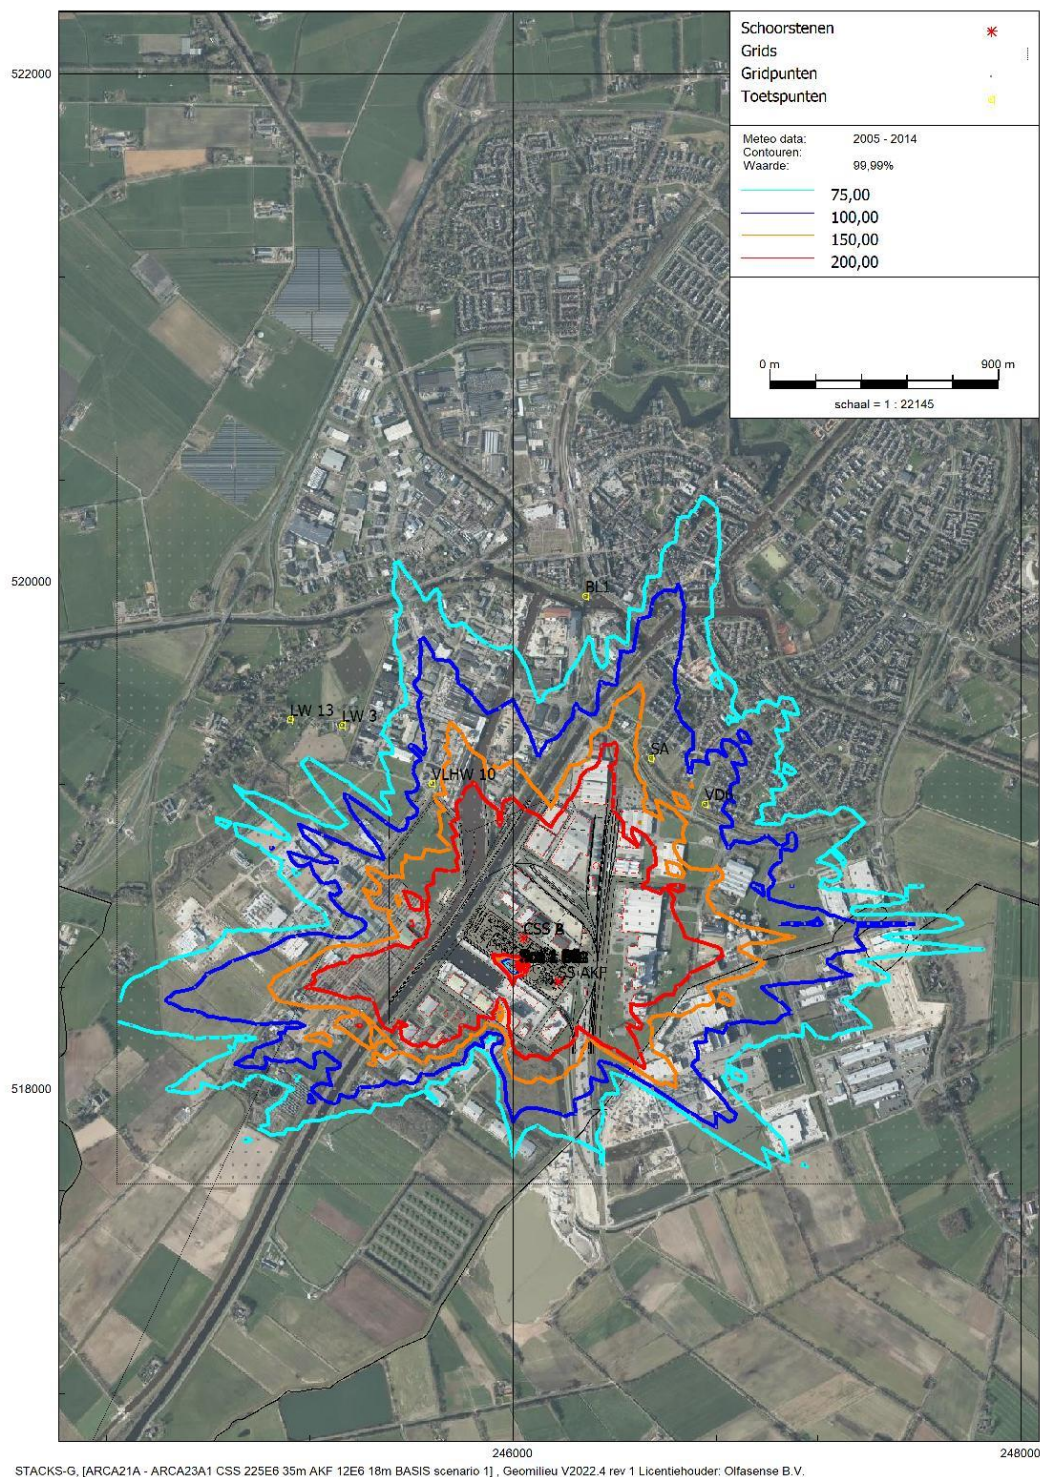 Schoorstenen
Grids
Gridpunten
Toetspunten
Meteo data: 2005 - 2014
Contouren:
Waarde: 99,99%
75,00
100,00
150,00
200,00
0 m 900 m
schaal = 1 : 22145
522000
520000
BL1
LW 13
LW 3
SA
VLHW 10
CSS B
SS AKF
518000
246000
248000
STACKS-G, [ARCA21A - ARCA23A1 CSS 225E6 35m AKF 12E6 18m BASIS scenario 1] , Geomilieu V2022.4 rev 1 Licentiehouder: Olfasense B.V.